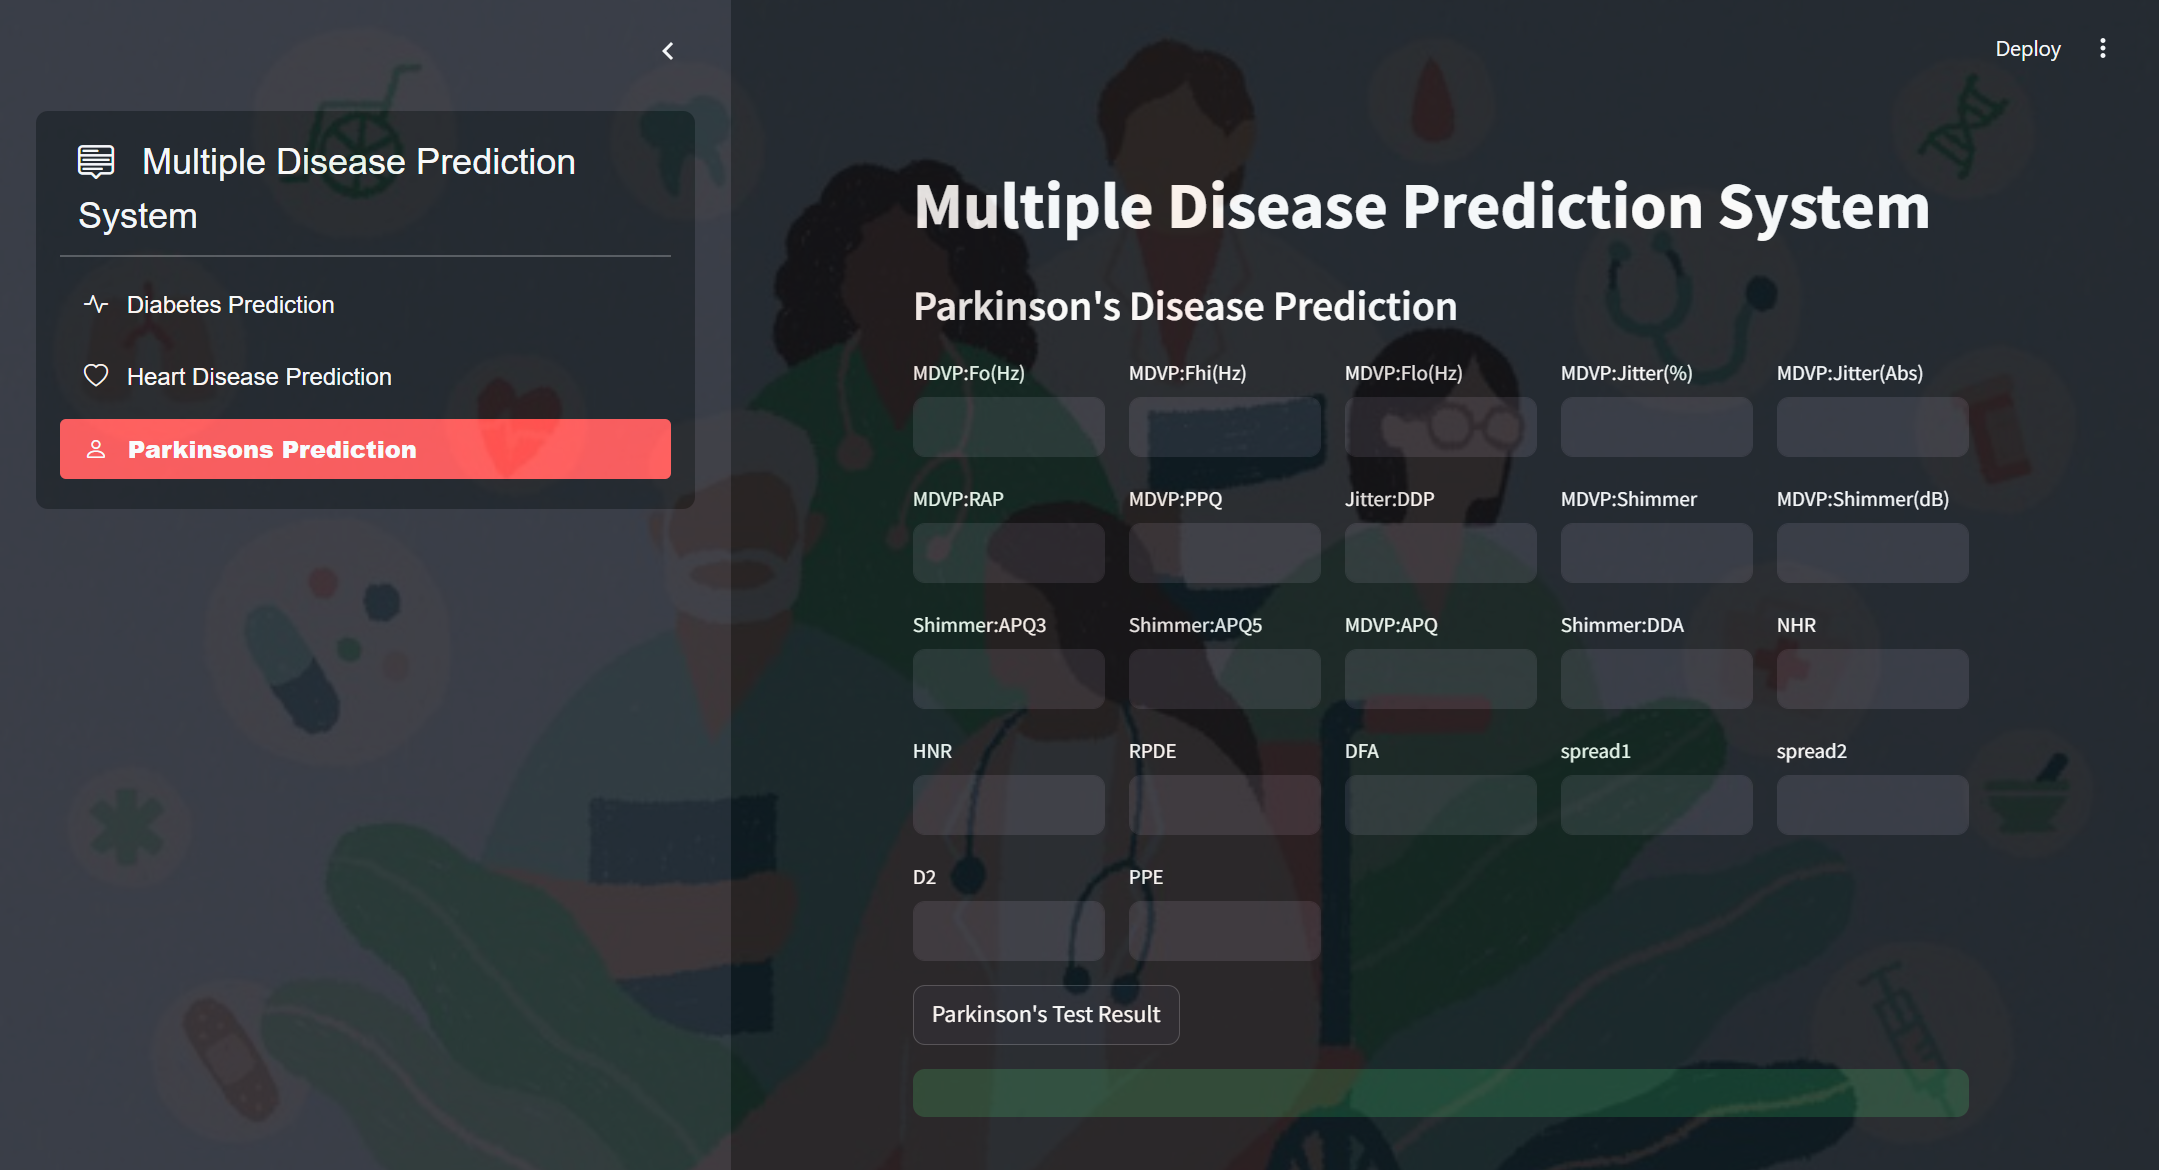 Deploy
Multiple Disease Prediction
System
Diabetes Prediction
Heart Disease Prediction
Parkinsons Prediction
Multiple Disease Prediction System
Parkinson's Disease Prediction
MDVP:Fo(Hz) MDVP:Fhi(Hz) MDVP:Flo(Hz) MDVP:Jitter(%) MDVP:Jitter(Abs)
MDVP:RAP MDVP:PPQ Jitter:DDP MDVP:Shimmer MDVP:Shimmer(dB)
Shimmer:APQ3 Shimmer:APQ5 MDVP:APQ Shimmer:DDA NHR
HNR RPDE DFA spread1 spread2
D2 PPE
Parkinson's Test Result